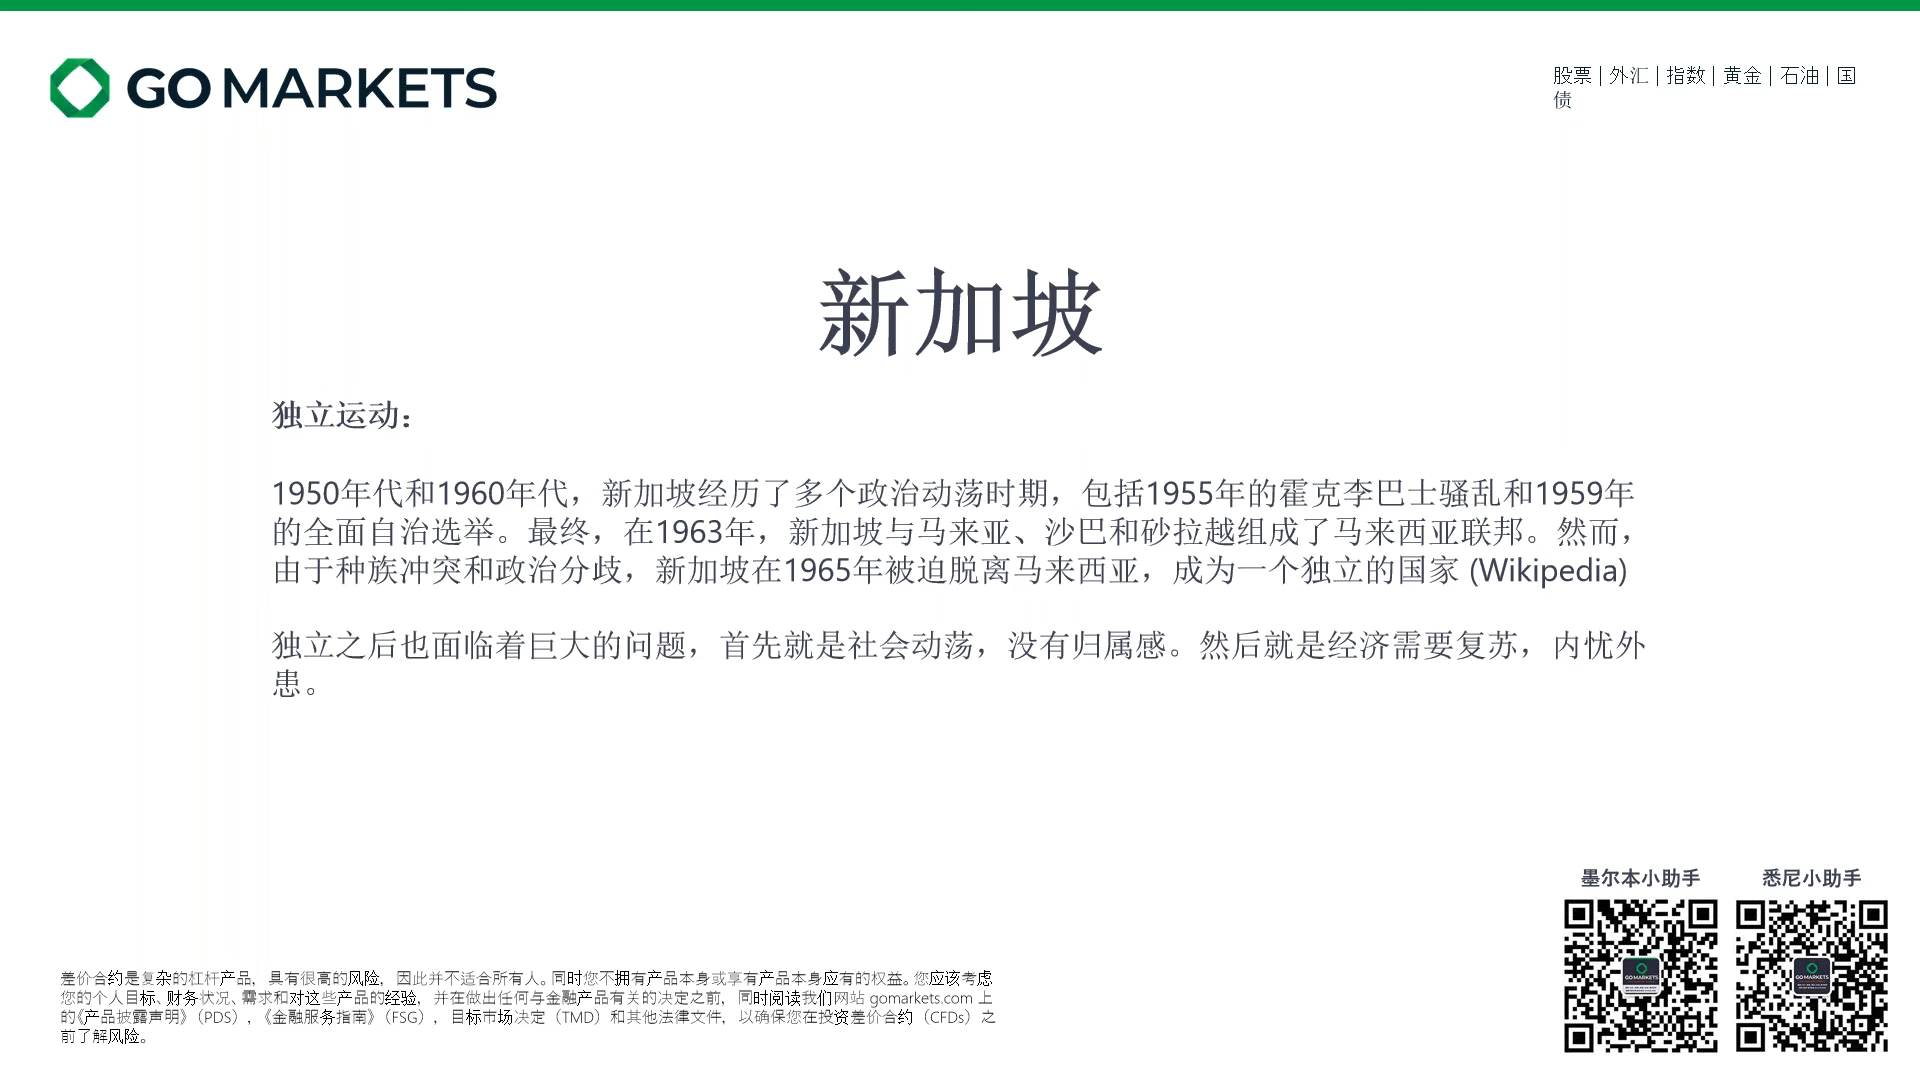 GO MARKETS
股票 | 外汇 | 指数 | 黄金 | 石油 | 国
债
新加坡
独立运动：
1950年代和1960年代，新加坡经历了多个政治动荡时期，包括1955年的霍克李巴士骚乱和1959年
的全面自治选举。最终，在1963年，新加坡与马来亚、沙巴和砂拉越组成了马来西亚联邦。然而，
由于种族冲突和政治分歧，新加坡在1965年被迫脱离马来西亚，成为一个独立的国家 (Wikipedia)
独立之后也面临着巨大的问题，首先就是社会动荡，没有归属感。然后就是经济需要复苏，内忧外
患。
墨尔本小助手
悉尼小助手
GO MARKETS
GO MARKETS
差价合约是复杂的杠杆产品，具有很高的风险，因此并不适合所有人。同时您不拥有产品本身或享有产品本身应有的权益。您应该考虑
您的个人目标、财务状况、需求和对这些产品的经验，并在做出任何与金融产品有关的决定之前，同时阅读我们网站 gomarkets.com 上
的《产品披露声明》（PDS），《金融服务指南》（FSG），目标市场决定（TMD）和其他法律文件，以确保您在投资差价合约（CFDs）之
前了解风险。